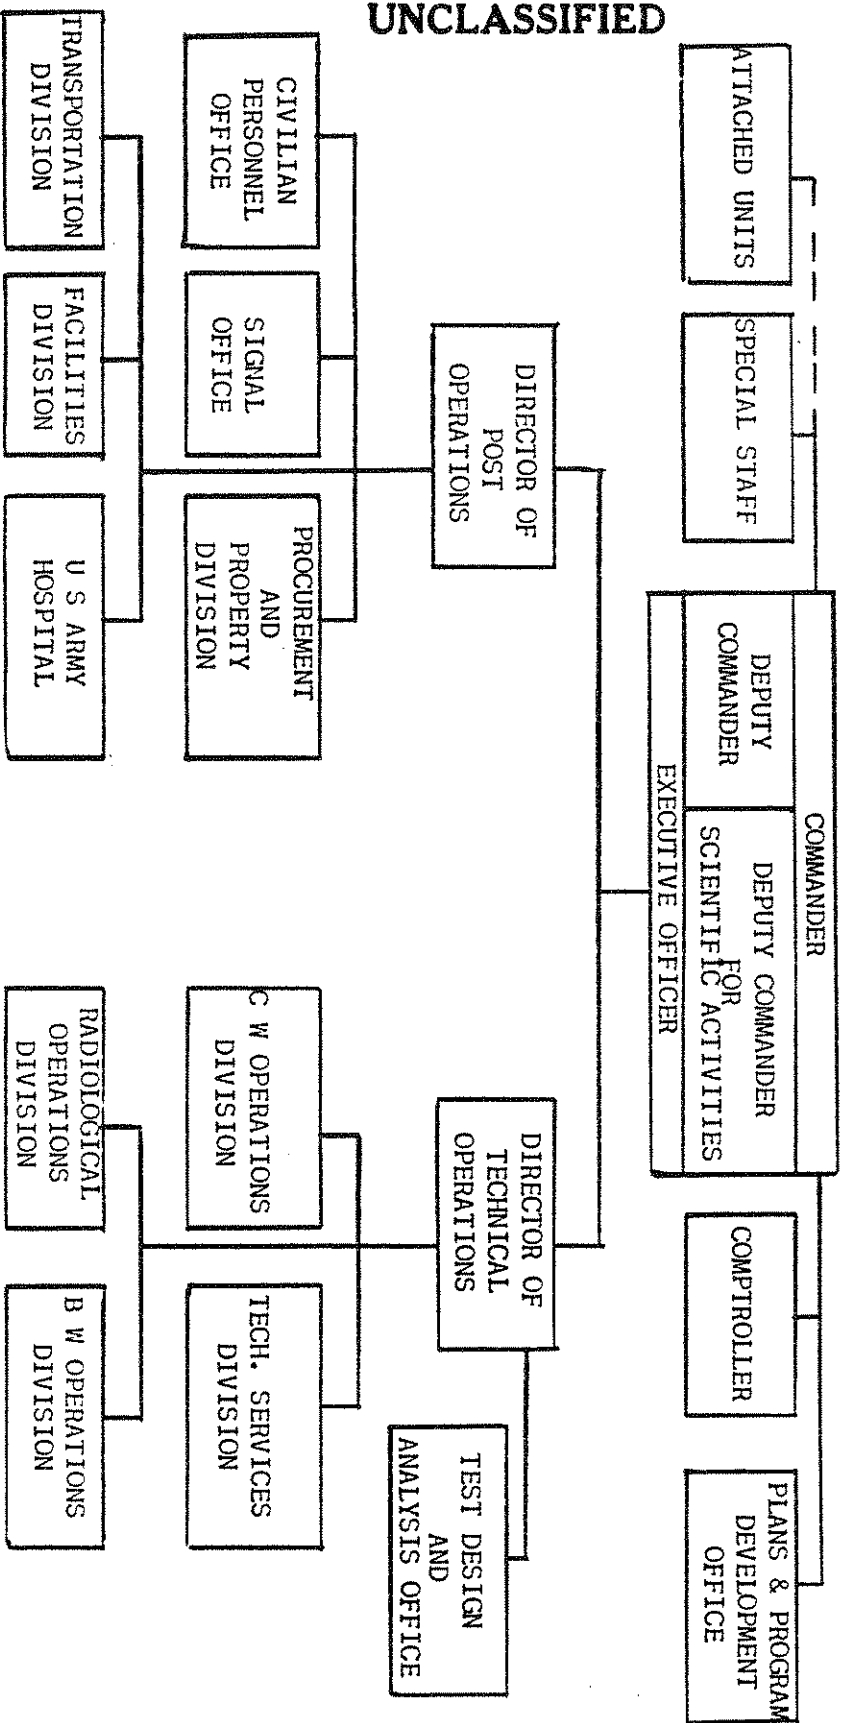 UNCLASSIFIED
COMMANDER
DEPUTY
COMMANDER
DEPUTY COMMANDER
FOR
SCIENTIFIC ACTIVITIES
EXECUTIVE OFFICER
ATTACHED UNITS
SPECIAL STAFF
COMPTROLLER
PLANS & PROGRAM
DEVELOPMENT
OFFICE
DIRECTOR OF
POST
OPERATIONS
DIRECTOR OF
TECHNICAL
OPERATIONS
TEST DESIGN
AND
ANALYSIS OFFICE
CIVILIAN
PERSONNEL
OFFICE
SIGNAL
OFFICE
PROCUREMENT
AND
PROPERTY
DIVISION
C W OPERATIONS
DIVISION
TECH. SERVICES
DIVISION
TRANSPORTATION
DIVISION
FACILITIES
DIVISION
U S ARMY
HOSPITAL
RADIOLOGICAL
OPERATIONS
DIVISION
B W OPERATIONS
DIVISION